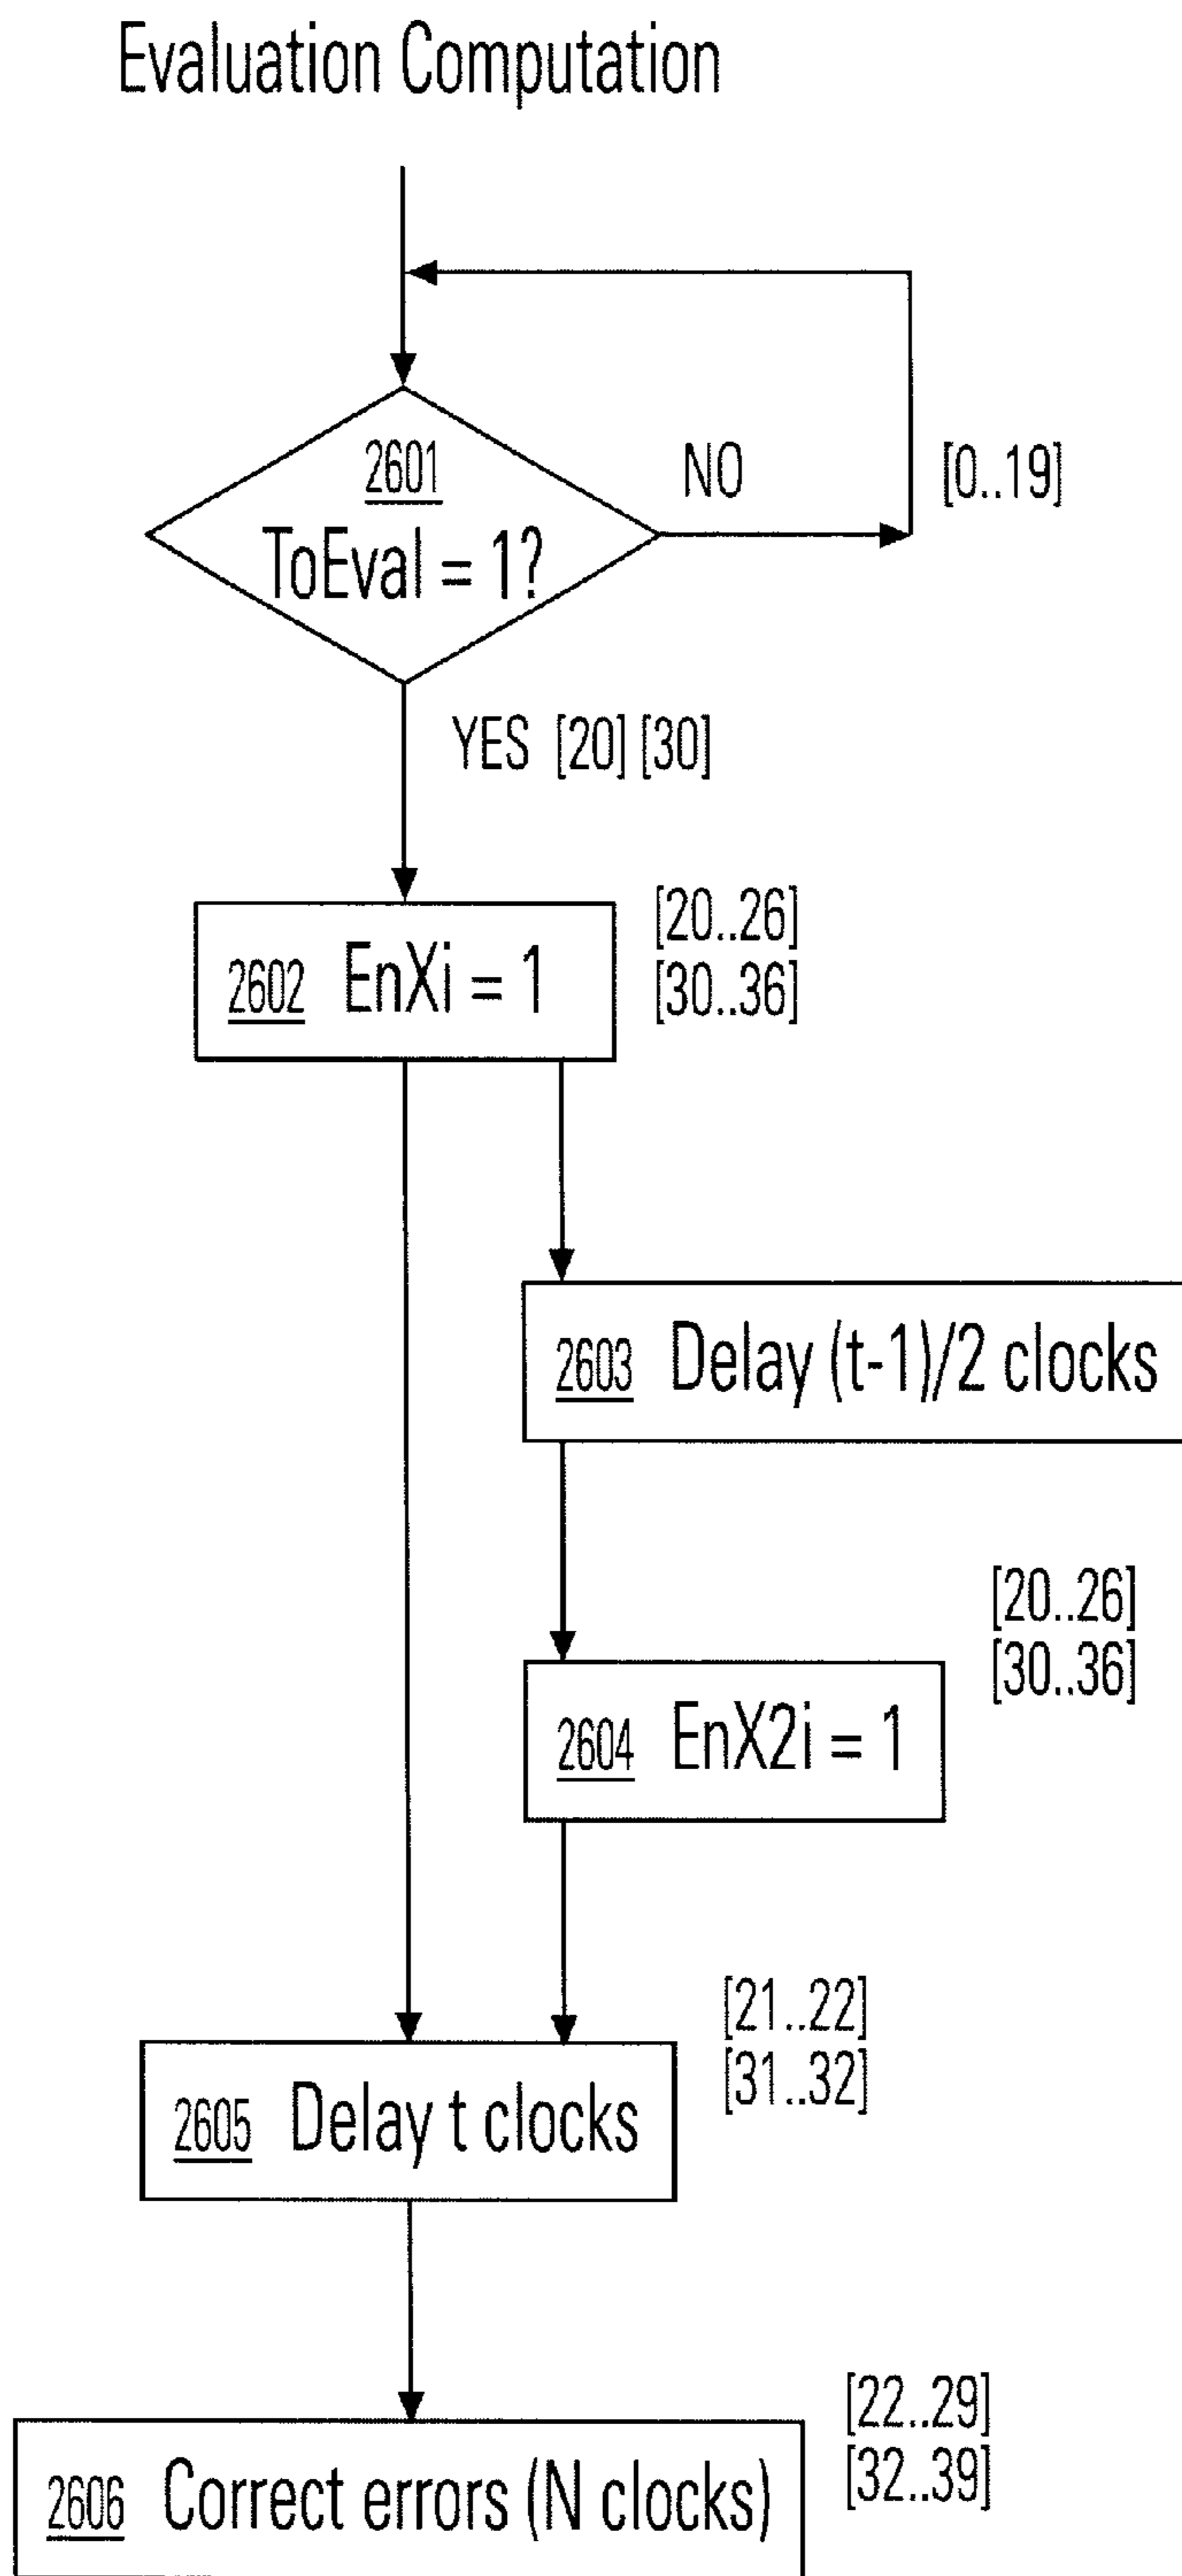 Evaluation Computation
2601
ToEval = 1?
NO
[0..19]
YES [20] [30]
2602 EnXi = 1
[20..26]
[30..36]
2603 Delay (t-1)/2 clocks
[20..26]
[30..36]
2604 EnX2i = 1
[21..22]
[31..32]
2605 Delay t clocks
[22..29]
[32..39]
2606 Correct errors (N clocks)